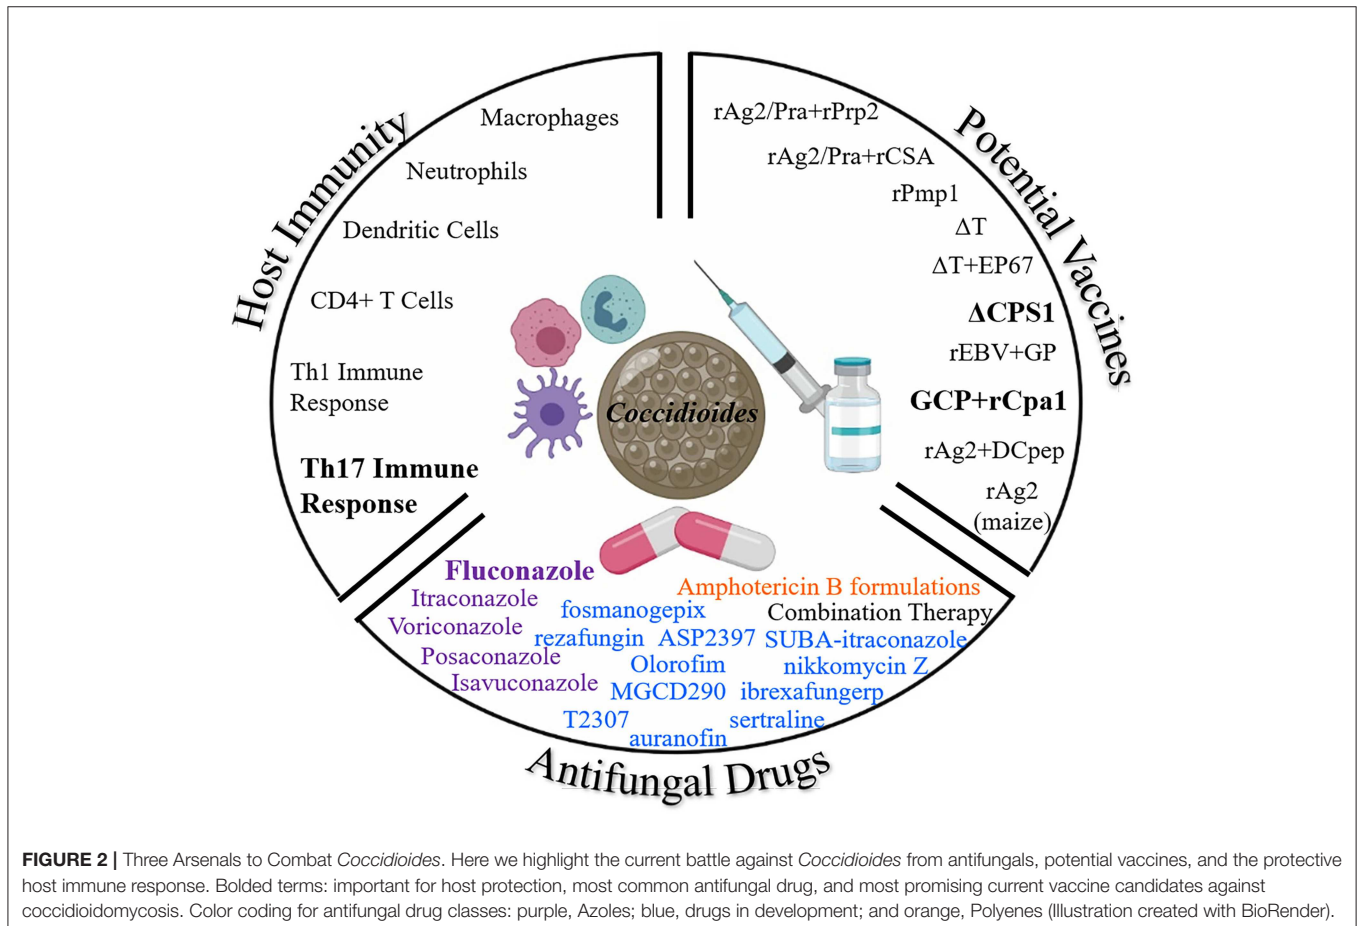 Host Immunity
Macrophages
Neutrophils
Dendritic Cells
CD4+ T Cells
Th1 Immune
Response
Th17 Immune
Response
Potential Vaccines
rAg2/Pra+rPrp2
rAg2/Pra+rCSA
rPmp1
ΔT
ΔT+EP67
ΔCPS1
rEBV+GP
GCP+rCpa1
rAg2+DCpep
rAg2
(maize)
Coccidioides
Fluconazole
Itraconazole
Voriconazole
Posaconazole
Isavuconazole
Amphotericin B formulations
Combination Therapy
fosmanogepix
rezafungin ASP2397 SUBA-itraconazole
Olorofim nikkomycin Z
MGCD290 ibrexafungerp
T2307 sertraline
auranofin
Antifungal Drugs
FIGURE 2 | Three Arsenals to Combat Coccidioides. Here we highlight the current battle against Coccidioides from antifungals, potential vaccines, and the protective
host immune response. Bolded terms: important for host protection, most common antifungal drug, and most promising current vaccine candidates against
coccidioidomycosis. Color coding for antifungal drug classes: purple, Azoles; blue, drugs in development; and orange, Polyenes (Illustration created with BioRender).